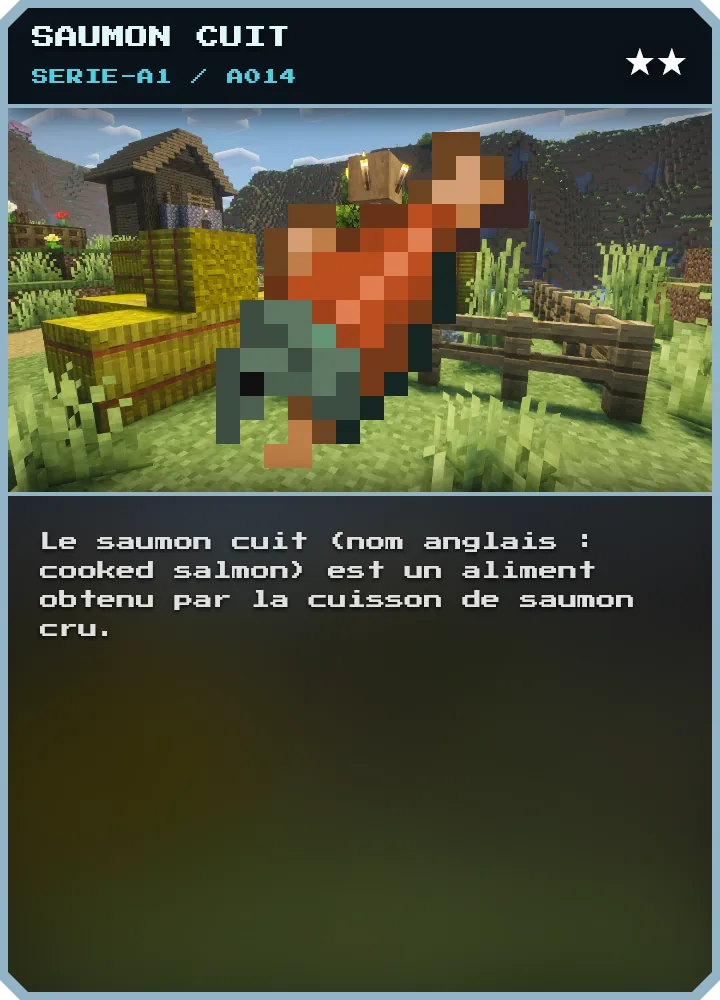 SAUMON CUIT
SERIE-A1 / A014
★★
Le saumon cuit (nom anglais :
cooked salmon) est un aliment
obtenu par la cuisson de saumon
cru.